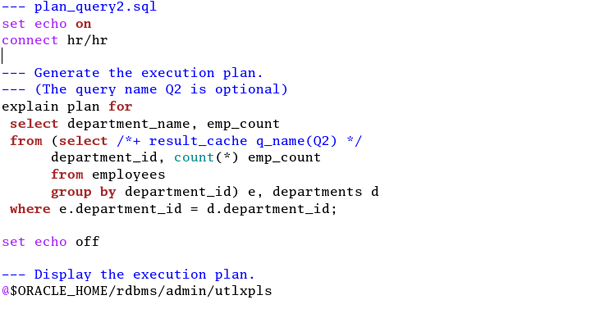 --- plan_query2.sql
set echo on
connect hr/hr
--- Generate the execution plan.
--- (The query name Q2 is optional)
explain plan for
select department_name, emp_count
from (select /*+ result_cache q_name(Q2) */
department_id, count(*) emp_count
from employees
group by department_id) e, departments d
where e.department_id = d.department_id;
set echo off
--- Display the execution plan.
@$ORACLE_HOME/rdbms/admin/utlxpls